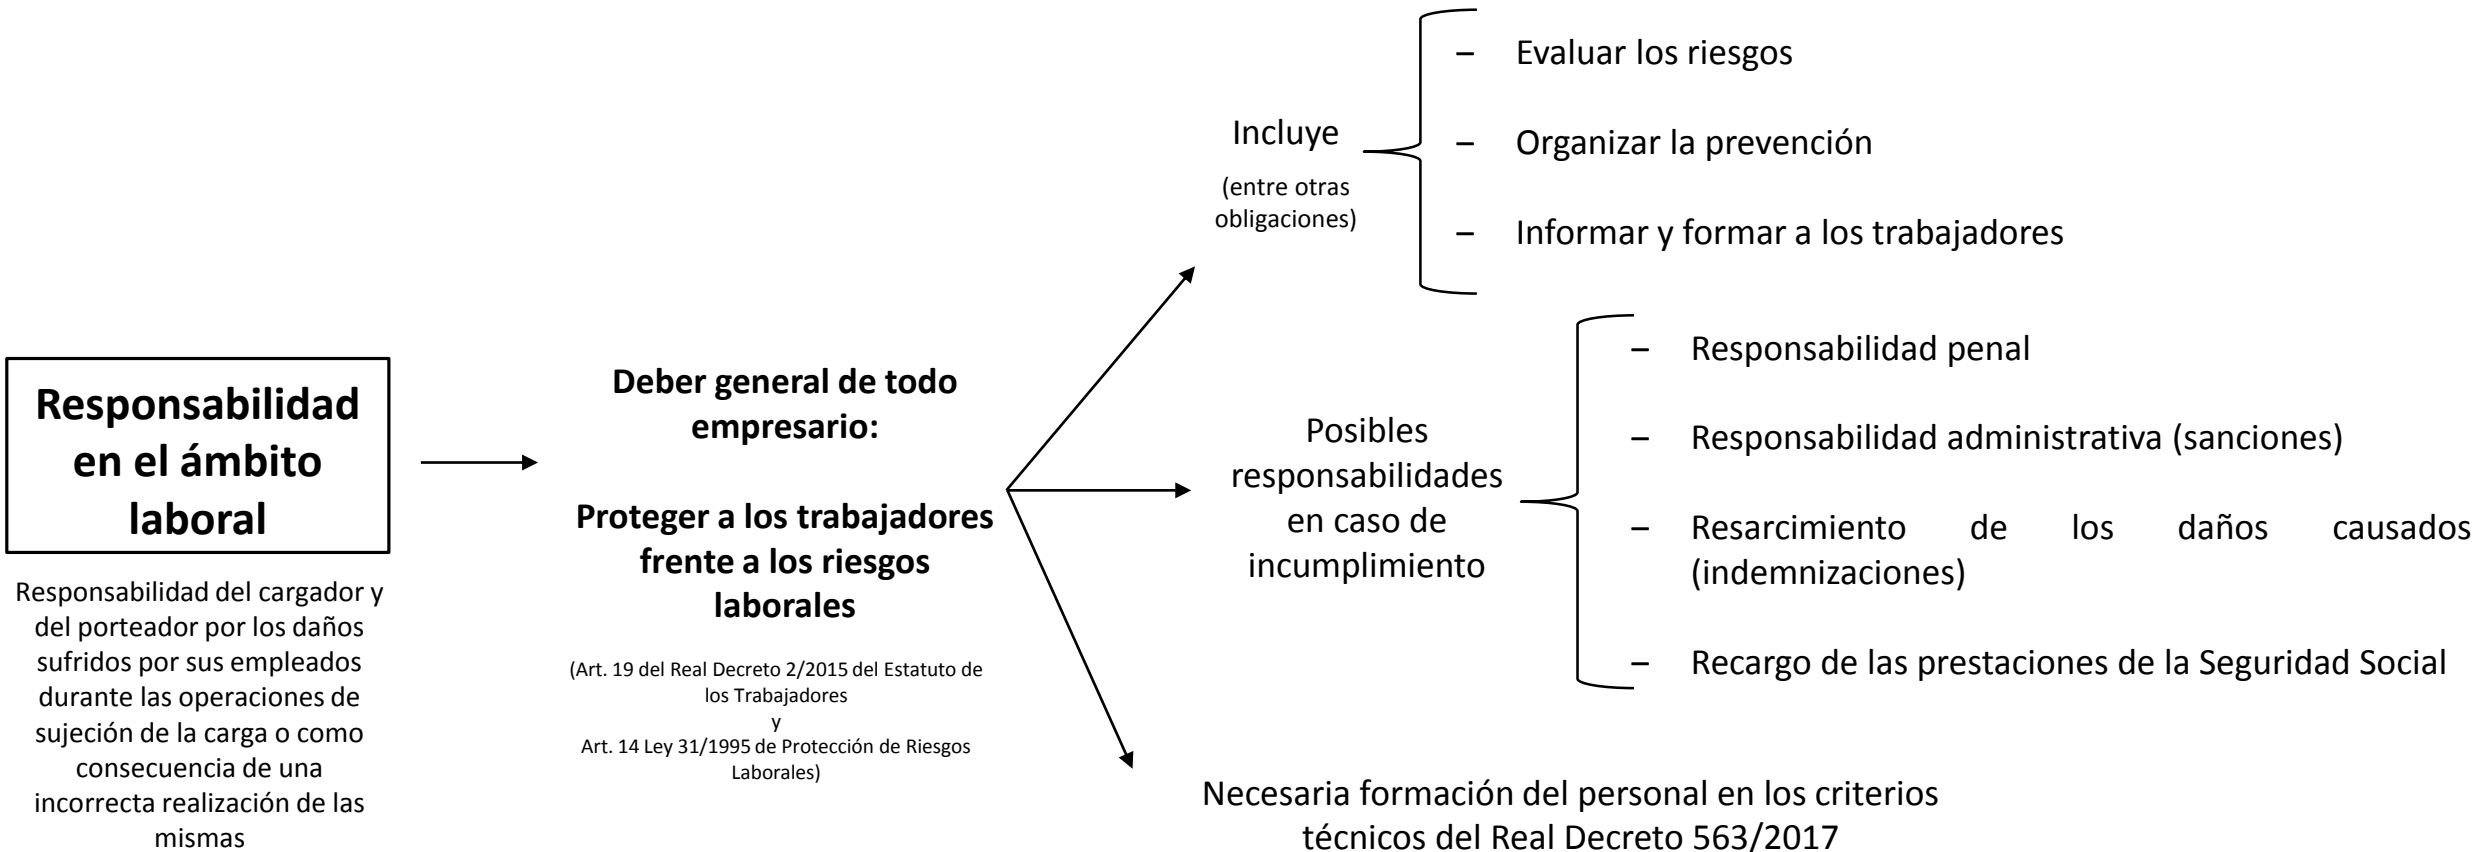 Responsabilidad
en el ámbito
laboral
Responsabilidad del cargador y
del porteador por los daños
sufridos por sus empleados
durante las operaciones de
sujeción de la carga o como
consecuencia de una
incorrecta realización de las
mismas
Deber general de todo
empresario:
Proteger a los trabajadores
frente a los riesgos
laborales
(Art. 19 del Real Decreto 2/2015 del Estatuto de
los Trabajadores
y
Art. 14 Ley 31/1995 de Protección de Riesgos
Laborales)
Incluye
(entre otras
obligaciones)
– Evaluar los riesgos
– Organizar la prevención
– Informar y formar a los trabajadores
Posibles
responsabilidades
en caso de
incumplimiento
– Responsabilidad penal
– Responsabilidad administrativa (sanciones)
– Resarcimiento de los daños causados
(indemnizaciones)
– Recargo de las prestaciones de la Seguridad Social
Necesaria formación del personal en los criterios
técnicos del Real Decreto 563/2017